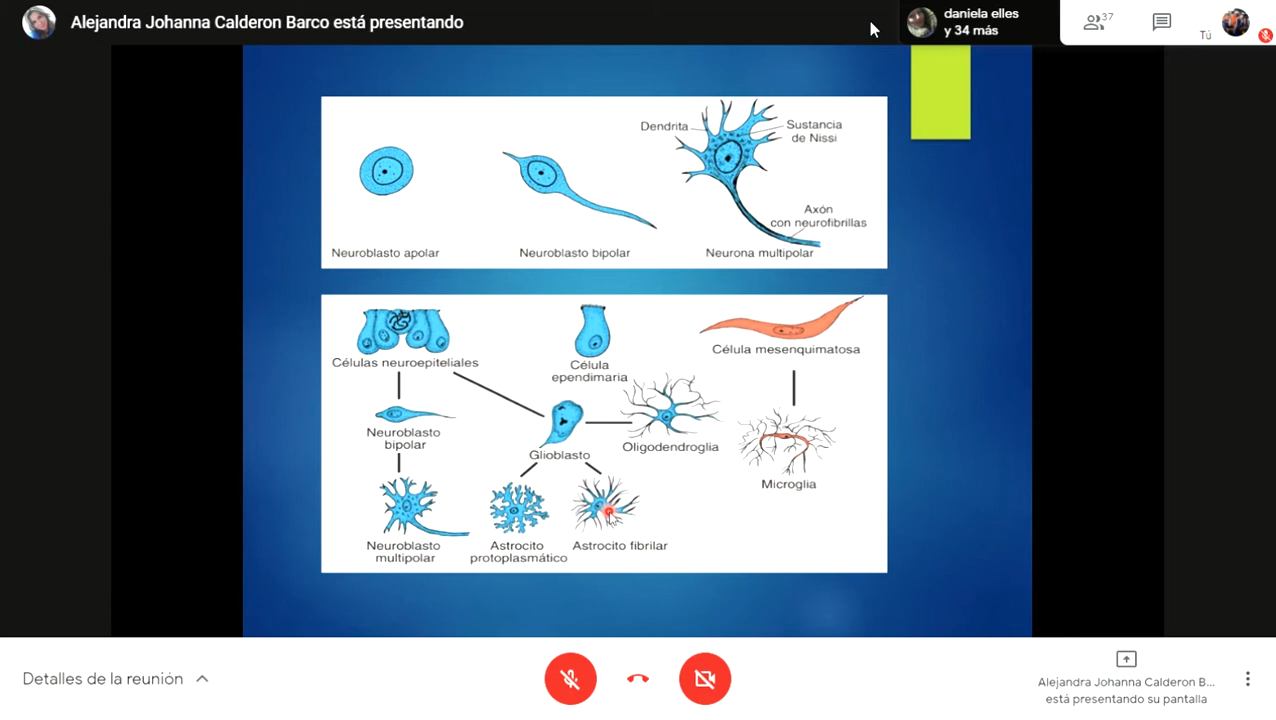 Alejandra Johanna Calderon Barco está presentando
daniela elles
y 34 más
37
Tú
Dendrita
Sustancia
de Nissi
Axón
con neurofibrillas
Neuroblasto apolar
Neuroblasto bipolar
Neurona multipolar
Células neuroepiteliales
Célula
ependimaria
Célula mesenquimatosa
Neuroblasto
bipolar
Glioblasto
Oligodendroglia
Microglia
Neuroblasto
multipolar
Astrocito
protoplasmático
Astrocito fibrilar
Detalles de la reunión
Alejandra Johanna Calderon B...
está presentando su pantalla